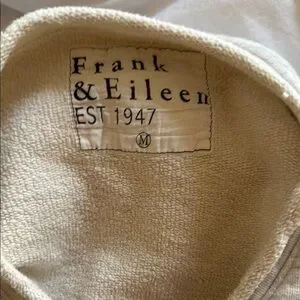 Frank
& Eileen
EST 1947
M